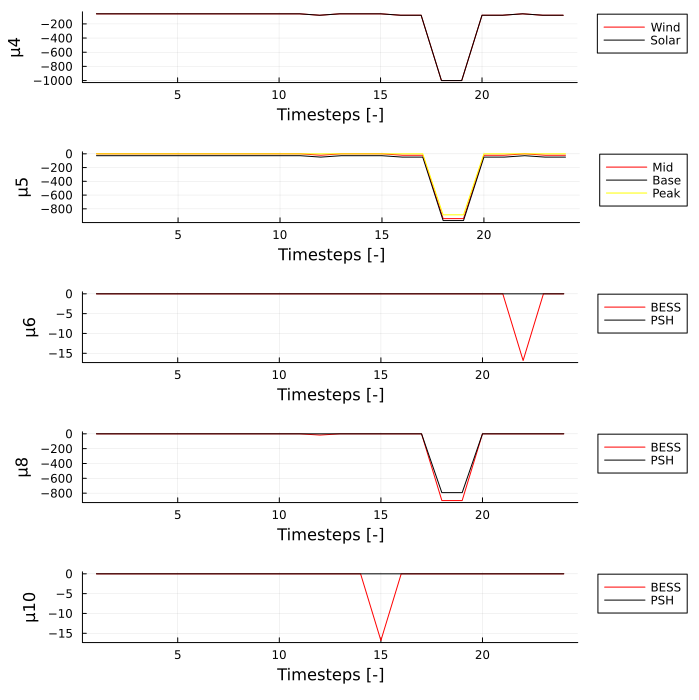 μ4
−200
−400
−600
−800
−1000
5 10 15 20
Timesteps [-]
Wind
Solar
μ5
0
−200
−400
−600
−800
5 10 15 20
Timesteps [-]
Mid
Base
Peak
μ6
0
−5
−10
−15
5 10 15 20
Timesteps [-]
BESS
PSH
μ8
0
−200
−400
−600
−800
5 10 15 20
Timesteps [-]
BESS
PSH
μ10
0
−5
−10
−15
5 10 15 20
Timesteps [-]
BESS
PSH